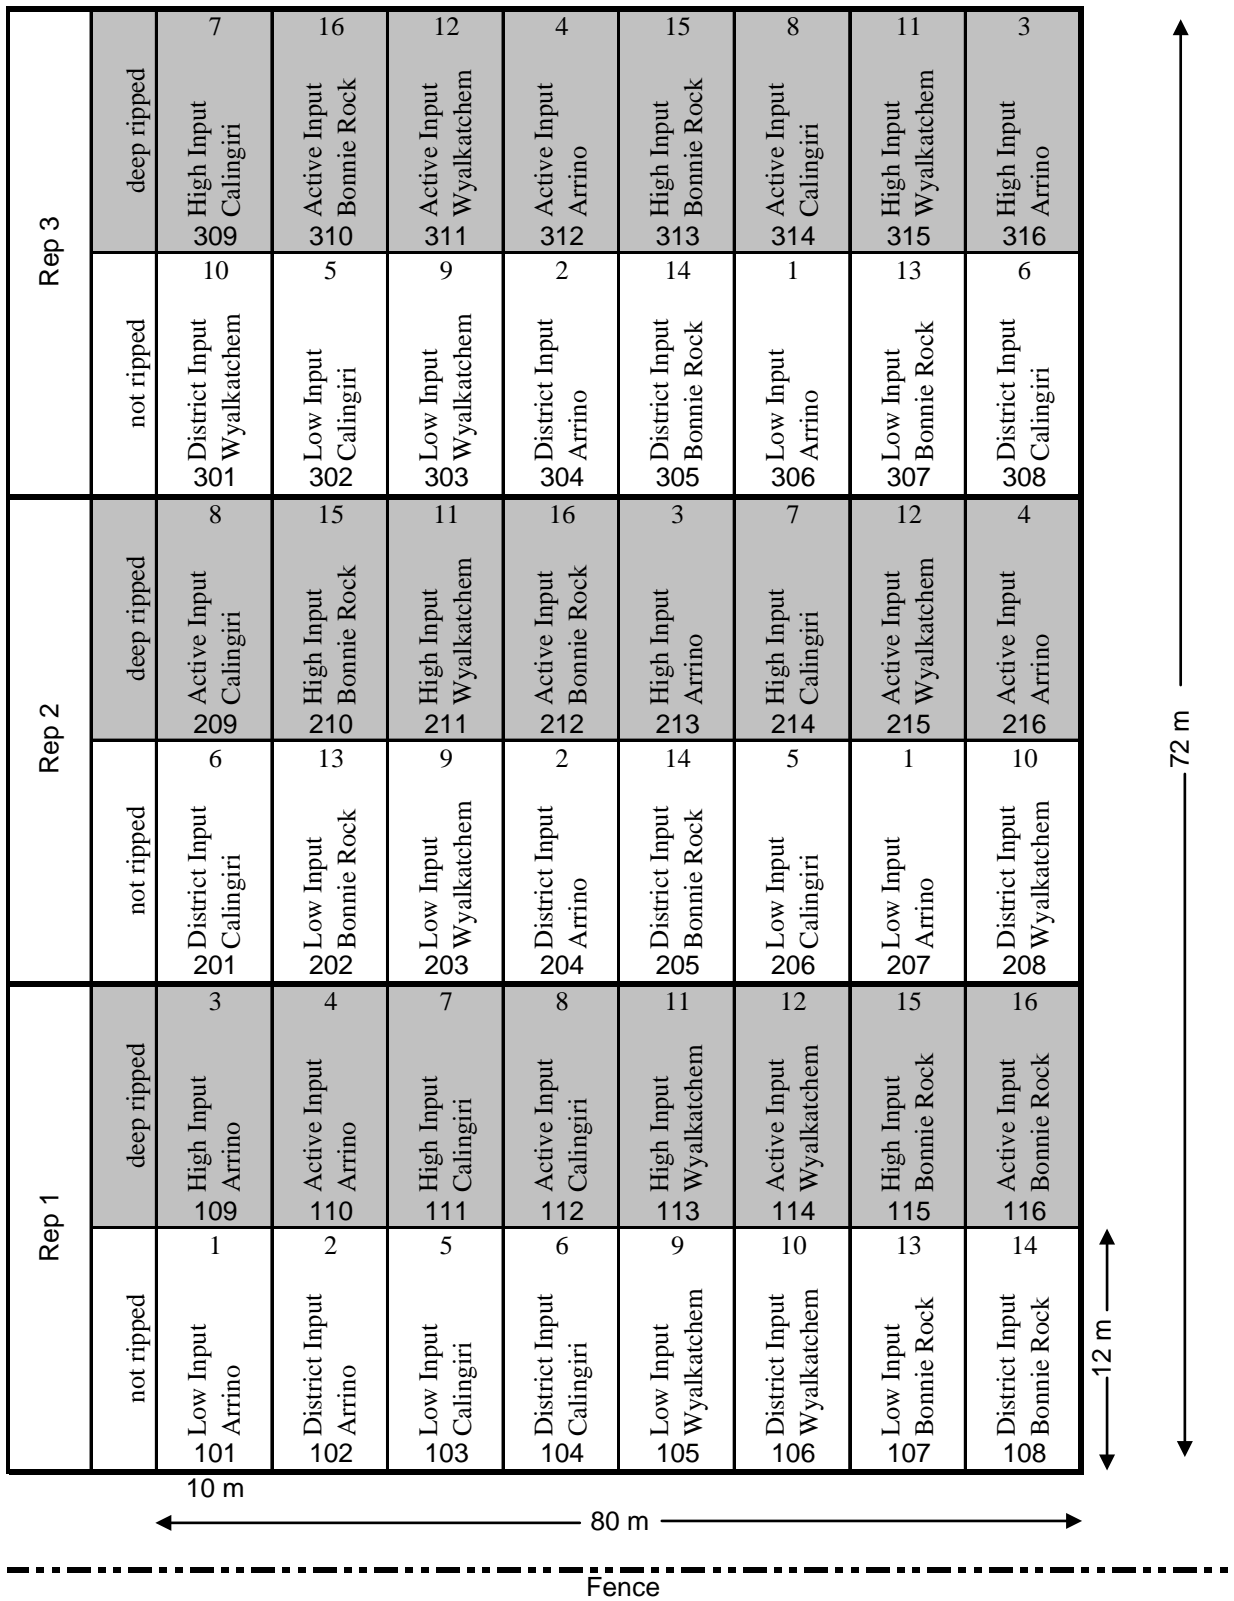 Rep 3
deep ripped
7 16 12 4 15 8 11 3
High Input
Calingiri
Active Input
Bonnie Rock
Active Input
Wyalkatchem
Active Input
Arrino
High Input
Bonnie Rock
Active Input
Calingiri
High Input
Wyalkatchem
High Input
Arrino
309 310 311 312 313 314 315 316
not ripped
10 5 9 2 14 1 13 6
District Input
Wyalkatchem
Low Input
Calingiri
Low Input
Wyalkatchem
District Input
Arrino
District Input
Bonnie Rock
Low Input
Arrino
Low Input
Bonnie Rock
District Input
Calingiri
301 302 303 304 305 306 307 308
Rep 2
deep ripped
8 15 11 16 3 7 12 4
Active Input
Calingiri
High Input
Bonnie Rock
High Input
Wyalkatchem
Active Input
Bonnie Rock
High Input
Arrino
High Input
Calingiri
Active Input
Wyalkatchem
Active Input
Arrino
209 210 211 212 213 214 215 216
not ripped
6 13 9 2 14 5 1 10
District Input
Calingiri
Low Input
Bonnie Rock
Low Input
Wyalkatchem
District Input
Arrino
District Input
Bonnie Rock
Low Input
Calingiri
Low Input
Arrino
District Input
Wyalkatchem
201 202 203 204 205 206 207 208
Rep 1
deep ripped
3 4 7 8 11 12 15 16
High Input
Arrino
Active Input
Arrino
High Input
Calingiri
Active Input
Calingiri
High Input
Wyalkatchem
Active Input
Wyalkatchem
High Input
Bonnie Rock
Active Input
Bonnie Rock
109 110 111 112 113 114 115 116
not ripped
1 2 5 6 9 10 13 14
Low Input
Arrino
District Input
Arrino
Low Input
Calingiri
District Input
Calingiri
Low Input
Wyalkatchem
District Input
Wyalkatchem
Low Input
Bonnie Rock
District Input
Bonnie Rock
101 102 103 104 105 106 107 108
12 m
72 m
10 m
80 m
Fence